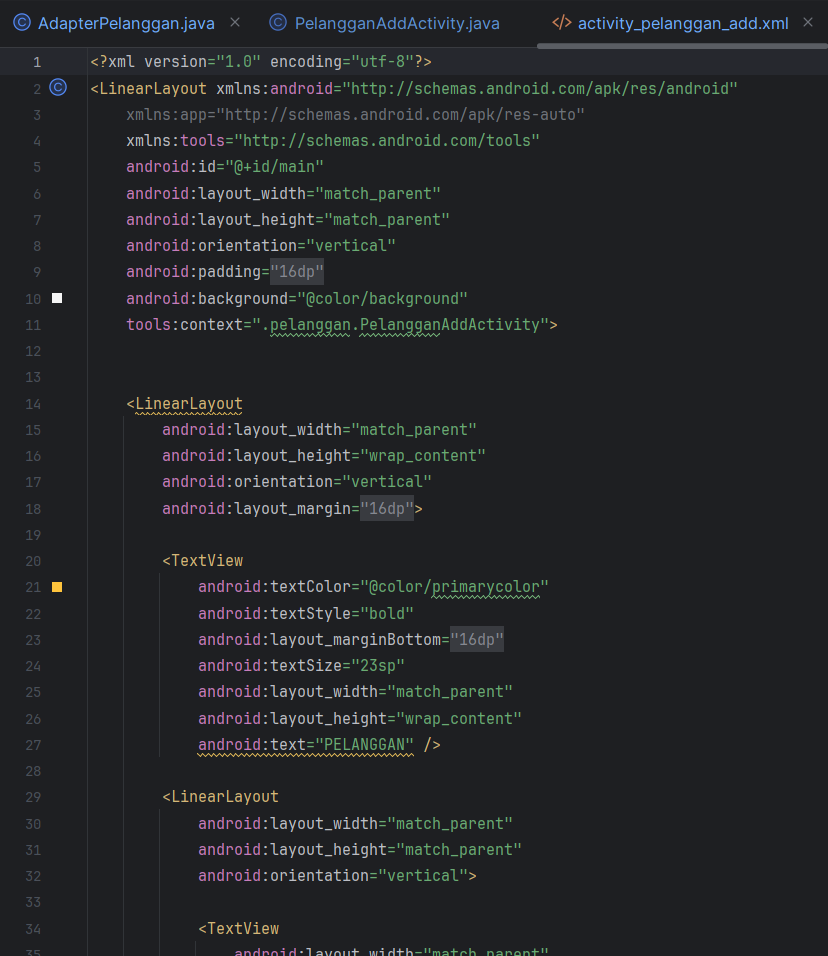 AdapterPelanggan.java
PelangganAddActivity.java
activity_pelanggan_add.xml
1 <?xml version="1.0" encoding="utf-8"?>
2 <LinearLayout xmlns:android="http://schemas.android.com/apk/res/android"
3 xmlns:app="http://schemas.android.com/apk/res-auto"
4 xmlns:tools="http://schemas.android.com/tools"
5 android:id="@+id/main"
6 android:layout_width="match_parent"
7 android:layout_height="match_parent"
8 android:orientation="vertical"
9 android:padding="16dp"
10 android:background="@color/background"
11 tools:context=".pelanggan.PelangganAddActivity">
12
13
14 <LinearLayout
15 android:layout_width="match_parent"
16 android:layout_height="wrap_content"
17 android:orientation="vertical"
18 android:layout_margin="16dp">
19
20 <TextView
21 android:textColor="@color/primarycolor"
22 android:textStyle="bold"
23 android:layout_marginBottom="16dp"
24 android:textSize="23sp"
25 android:layout_width="match_parent"
26 android:layout_height="wrap_content"
27 android:text="PELANGGAN" />
28
29 <LinearLayout
30 android:layout_width="match_parent"
31 android:layout_height="match_parent"
32 android:orientation="vertical">
33
34 <TextView
35 android:layout_width="match_parent"